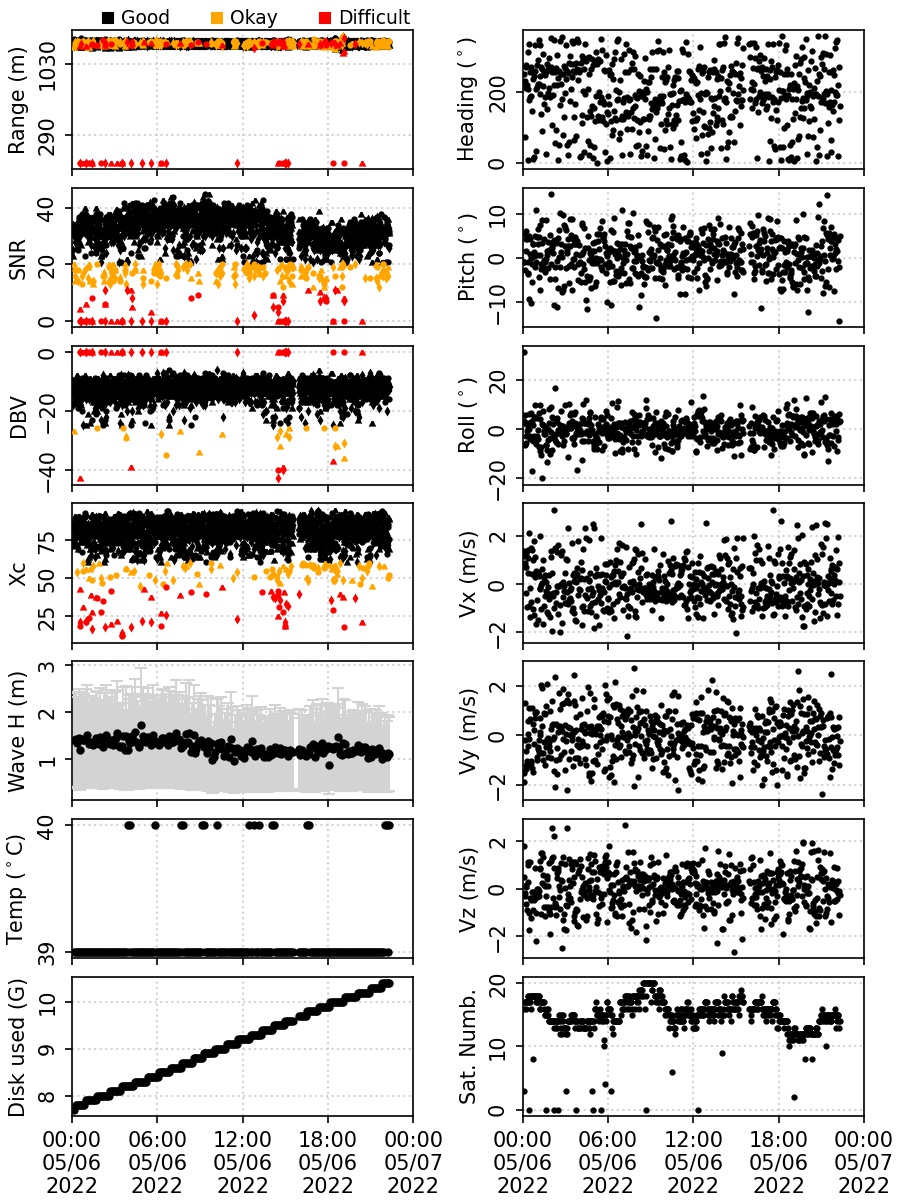 Good Okay Difficult
Range (m)
1030
290
SNR
40
20
0
DBV
0
−20
−40
Xc
75
50
25
Wave H (m)
3
2
1
Temp (°C)
40
39
Disk used (G)
10
9
8
00:00 06:00 12:00 18:00 00:00
05/06 05/06 05/06 05/06 05/07
2022 2022 2022 2022 2022
Heading (°)
200
0
Pitch (°)
10
0
−10
Roll (°)
20
0
−20
Vx (m/s)
2
0
−2
Vy (m/s)
2
0
−2
Vz (m/s)
2
0
−2
Sat. Numb.
20
10
0
00:00 06:00 12:00 18:00 00:00
05/06 05/06 05/06 05/06 05/07
2022 2022 2022 2022 2022